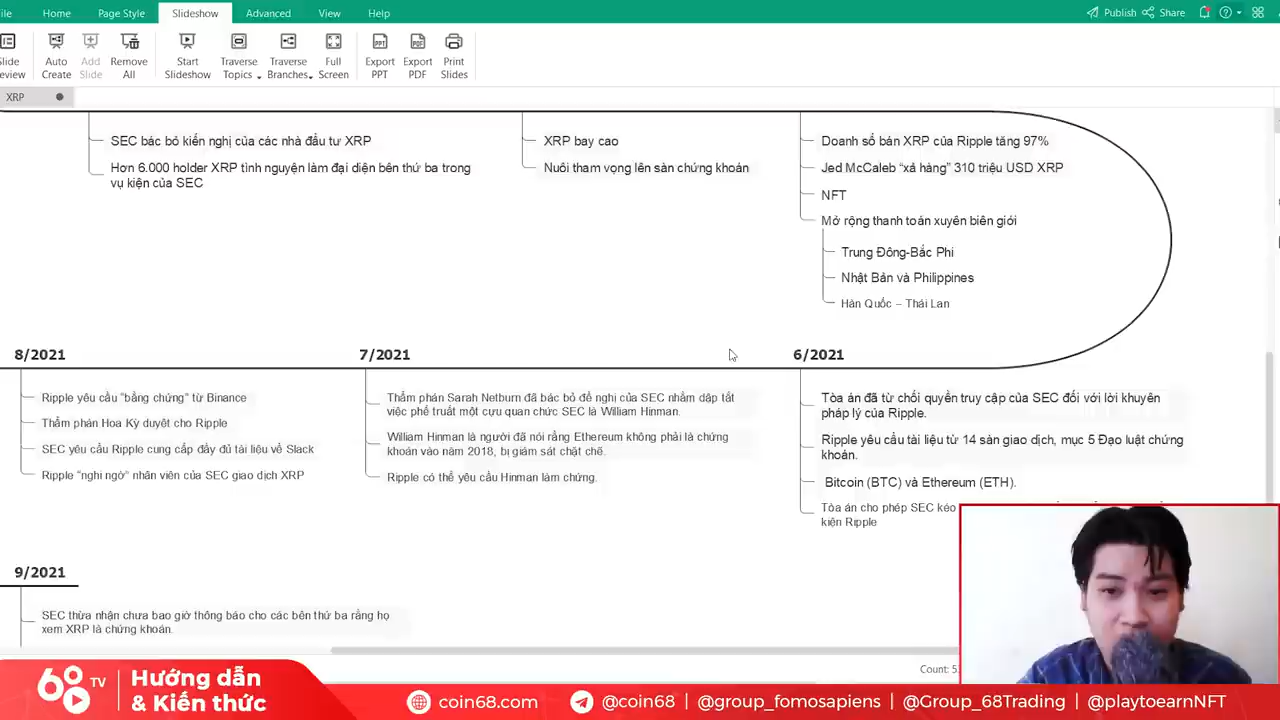 ile Home Page Style Slideshow Advanced View Help Publish Share
Slide
eview
Auto
Create
Add
Slide
Remove
All
Start
Slideshow
Traverse
Topics
Traverse
Branches
Full
Screen
Export
PPT
Export
PDF
Print
Slides
XRP
SEC bác bỏ kiến nghị của các nhà đầu tư XRP
Hơn 6.000 holder XRP tình nguyện làm đại diện bên thứ ba trong
vụ kiện của SEC
XRP bay cao
Nuôi tham vọng lên sàn chứng khoán
Doanh số bán XRP của Ripple tăng 97%
Jed McCaleb “xả hàng” 310 triệu USD XRP
NFT
Mở rộng thanh toán xuyên biên giới
Trung Đông-Bắc Phi
Nhật Bản và Philippines
Hàn Quốc – Thái Lan
8/2021
Ripple yêu cầu "bằng chứng" từ Binance
Thẩm phán Hoa Kỳ duyệt cho Ripple
SEC yêu cầu Ripple cung cấp đầy đủ tài liệu về Slack
Ripple “nghi ngờ” nhân viên của SEC giao dịch XRP
7/2021
Thẩm phán Sarah Netburn đã bác bỏ đề nghị của SEC nhằm dập tắt
việc phế truất một cựu quan chức SEC là William Hinman.
William Hinman là người đã nói rằng Ethereum không phải là chứng
khoán vào năm 2018, bị giám sát chặt chẽ.
Ripple có thể yêu cầu Hinman làm chứng.
6/2021
Tòa án đã từ chối quyền truy cập của SEC đối với lời khuyên
pháp lý của Ripple.
Ripple yêu cầu tài liệu từ 14 sàn giao dịch, mục 5 Đạo luật chứng
khoán.
Bitcoin (BTC) và Ethereum (ETH).
Tòa án cho phép SEC kéo
kiện Ripple
9/2021
SEC thừa nhận chưa bao giờ thông báo cho các bên thứ ba rằng họ
xem XRP là chứng khoán.
Count: 5
68 TV
Hướng dẫn
& Kiến thức
coin68.com @coin68 | @group_fomosapiens | @Group_68Trading | @playtoearnNFT